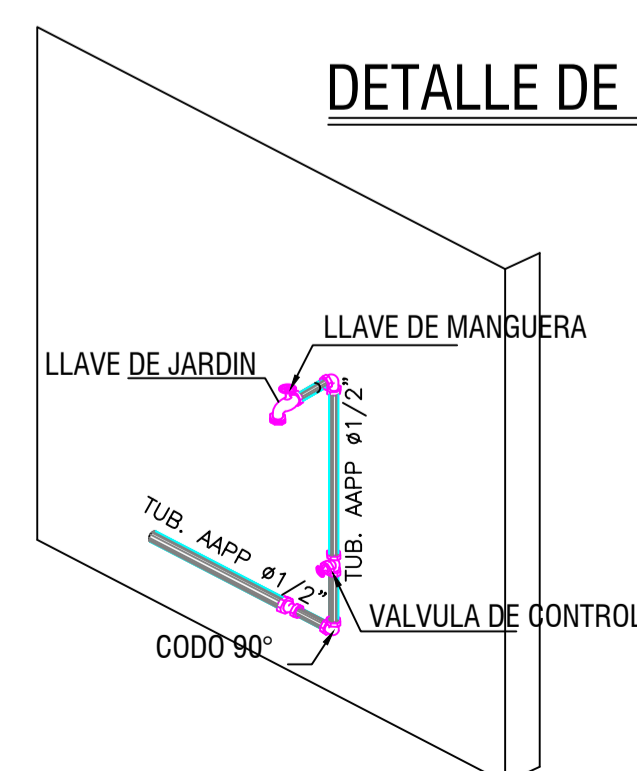 DETALLE DE
LLAVE DE MANGUERA
LLAVE DE JARDIN
TUB. AAPP ø1/2”
TUB. AAPP ø1/2”
VALVULA DE CONTROL
CODO 90°